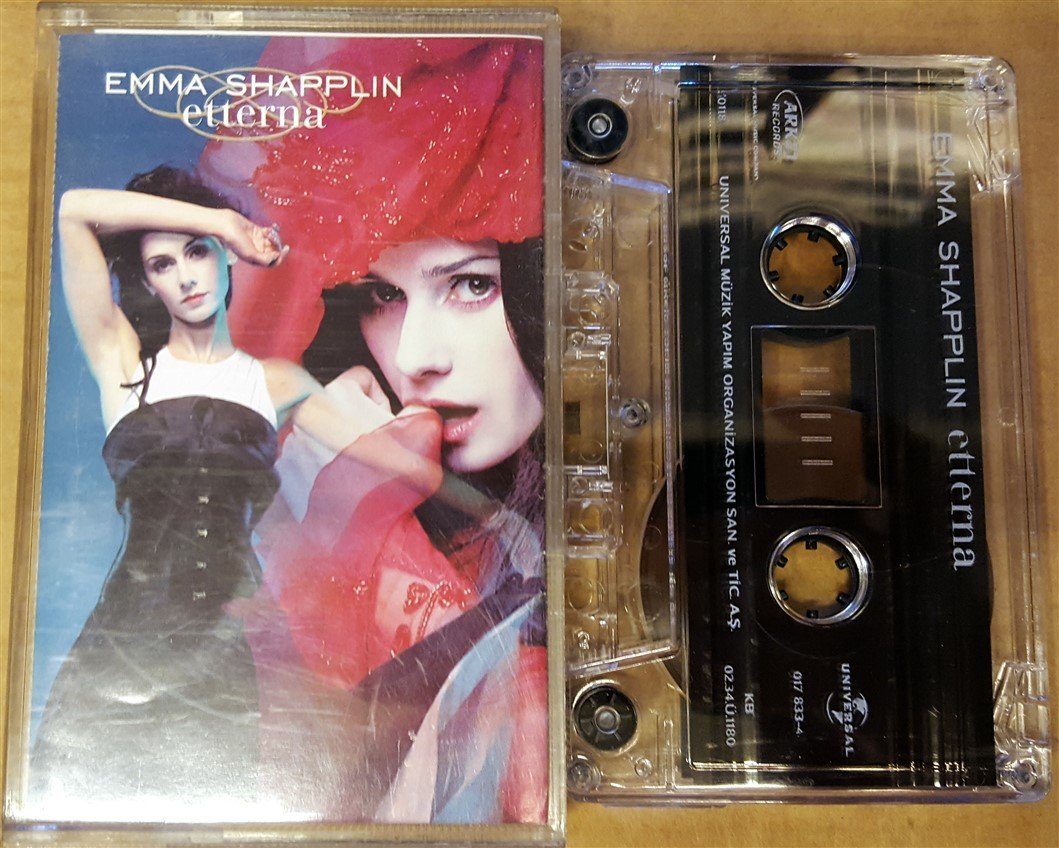 EMMA SHAPPLIN
etterna
EMMA SHAPPLIN etterna
ARK 21
RECORDS
UNIVERSAL MÜZİK YAPIM ORGANİZASYON SAN. ve TİC. A.Ş.
UNIVERSAL
017 833-4
KB
02.34.Ü.1180